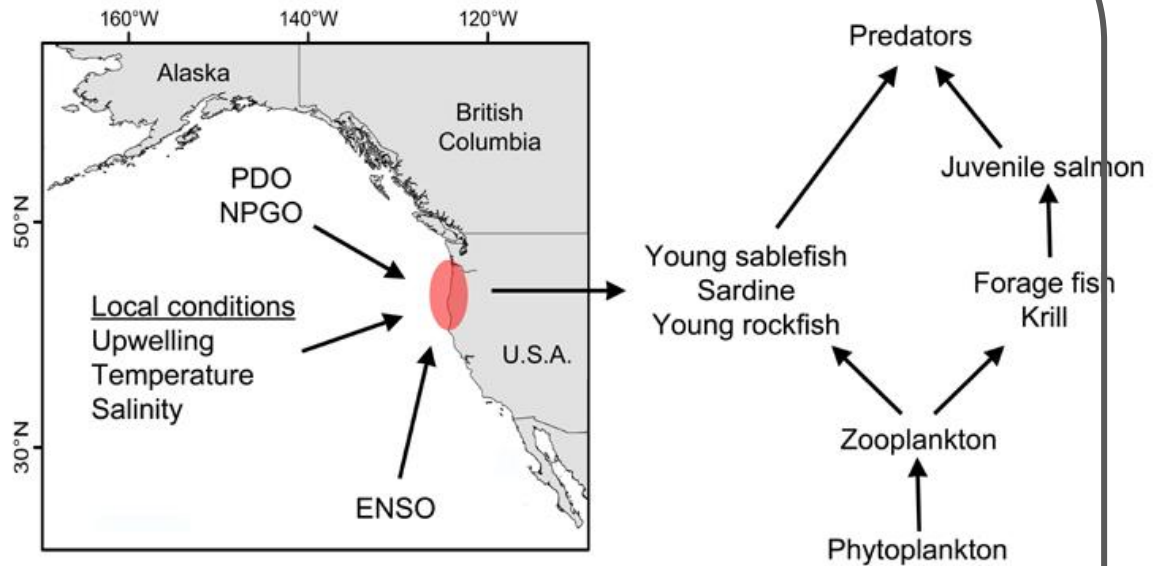 160°W
140°W
120°W
Alaska
British
Columbia
50°N
30°N
PDO
NPGO
Local conditions
Upwelling
Temperature
Salinity
U.S.A.
ENSO
Predators
Juvenile salmon
Young sablefish
Sardine
Young rockfish
Forage fish
Krill
Zooplankton
Phytoplankton